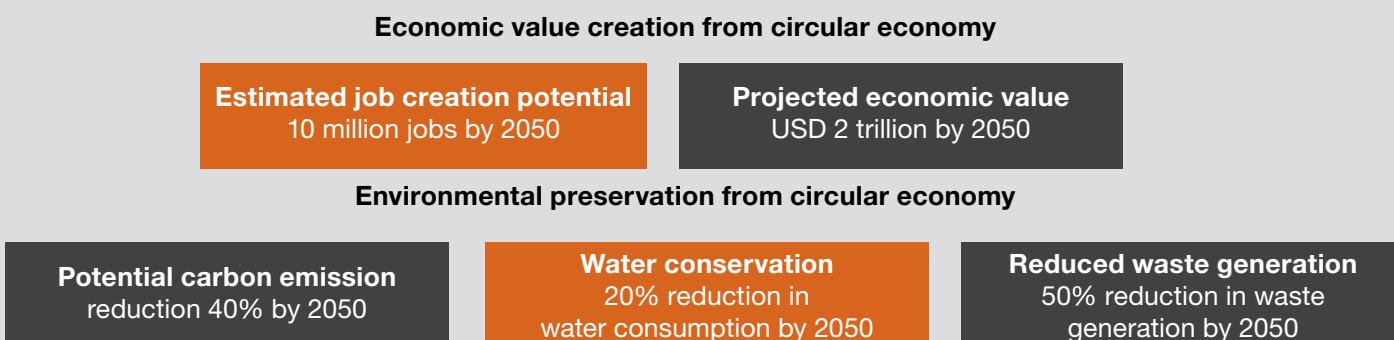 Economic value creation from circular economy
Estimated job creation potential
10 million jobs by 2050
Projected economic value
USD 2 trillion by 2050
Environmental preservation from circular economy
Potential carbon emission
reduction 40% by 2050
Water conservation
20% reduction in
water consumption by 2050
Reduced waste generation
50% reduction in waste
generation by 2050